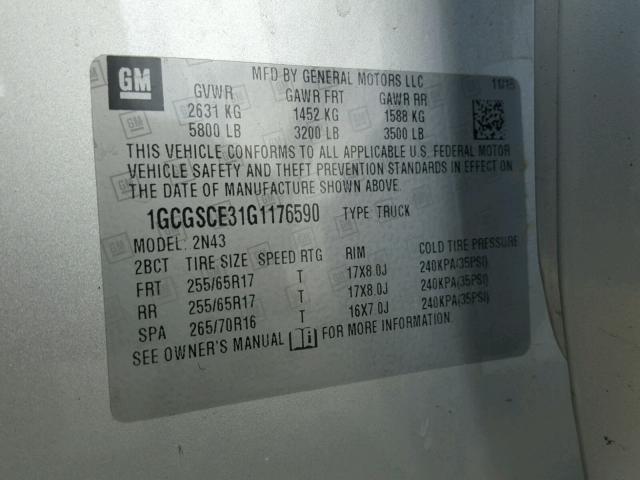 GM
MFD BY GENERAL MOTORS LLC
GVWR GAWR FRT GAWR RR
2631 KG 1452 KG 1588 KG
5800 LB 3200 LB 3500 LB
THIS VEHICLE CONFORMS TO ALL APPLICABLE U.S. FEDERAL MOTOR
VEHICLE SAFETY AND THEFT PREVENTION STANDARDS IN EFFECT ON
THE DATE OF MANUFACTURE SHOWN ABOVE.
1GCGSCE31G1176590 TYPE: TRUCK
MODEL: 2N43
2BCT TIRE SIZE SPEED RTG RIM COLD TIRE PRESSURE
FRT 255/65R17 T 17X8.0J 240KPA(35PSI)
RR 255/65R17 T 17X8.0J 240KPA(35PSI)
SPA 265/70R16 T 16X7.0J 240KPA(35PSI)
SEE OWNER'S MANUAL FOR MORE INFORMATION.